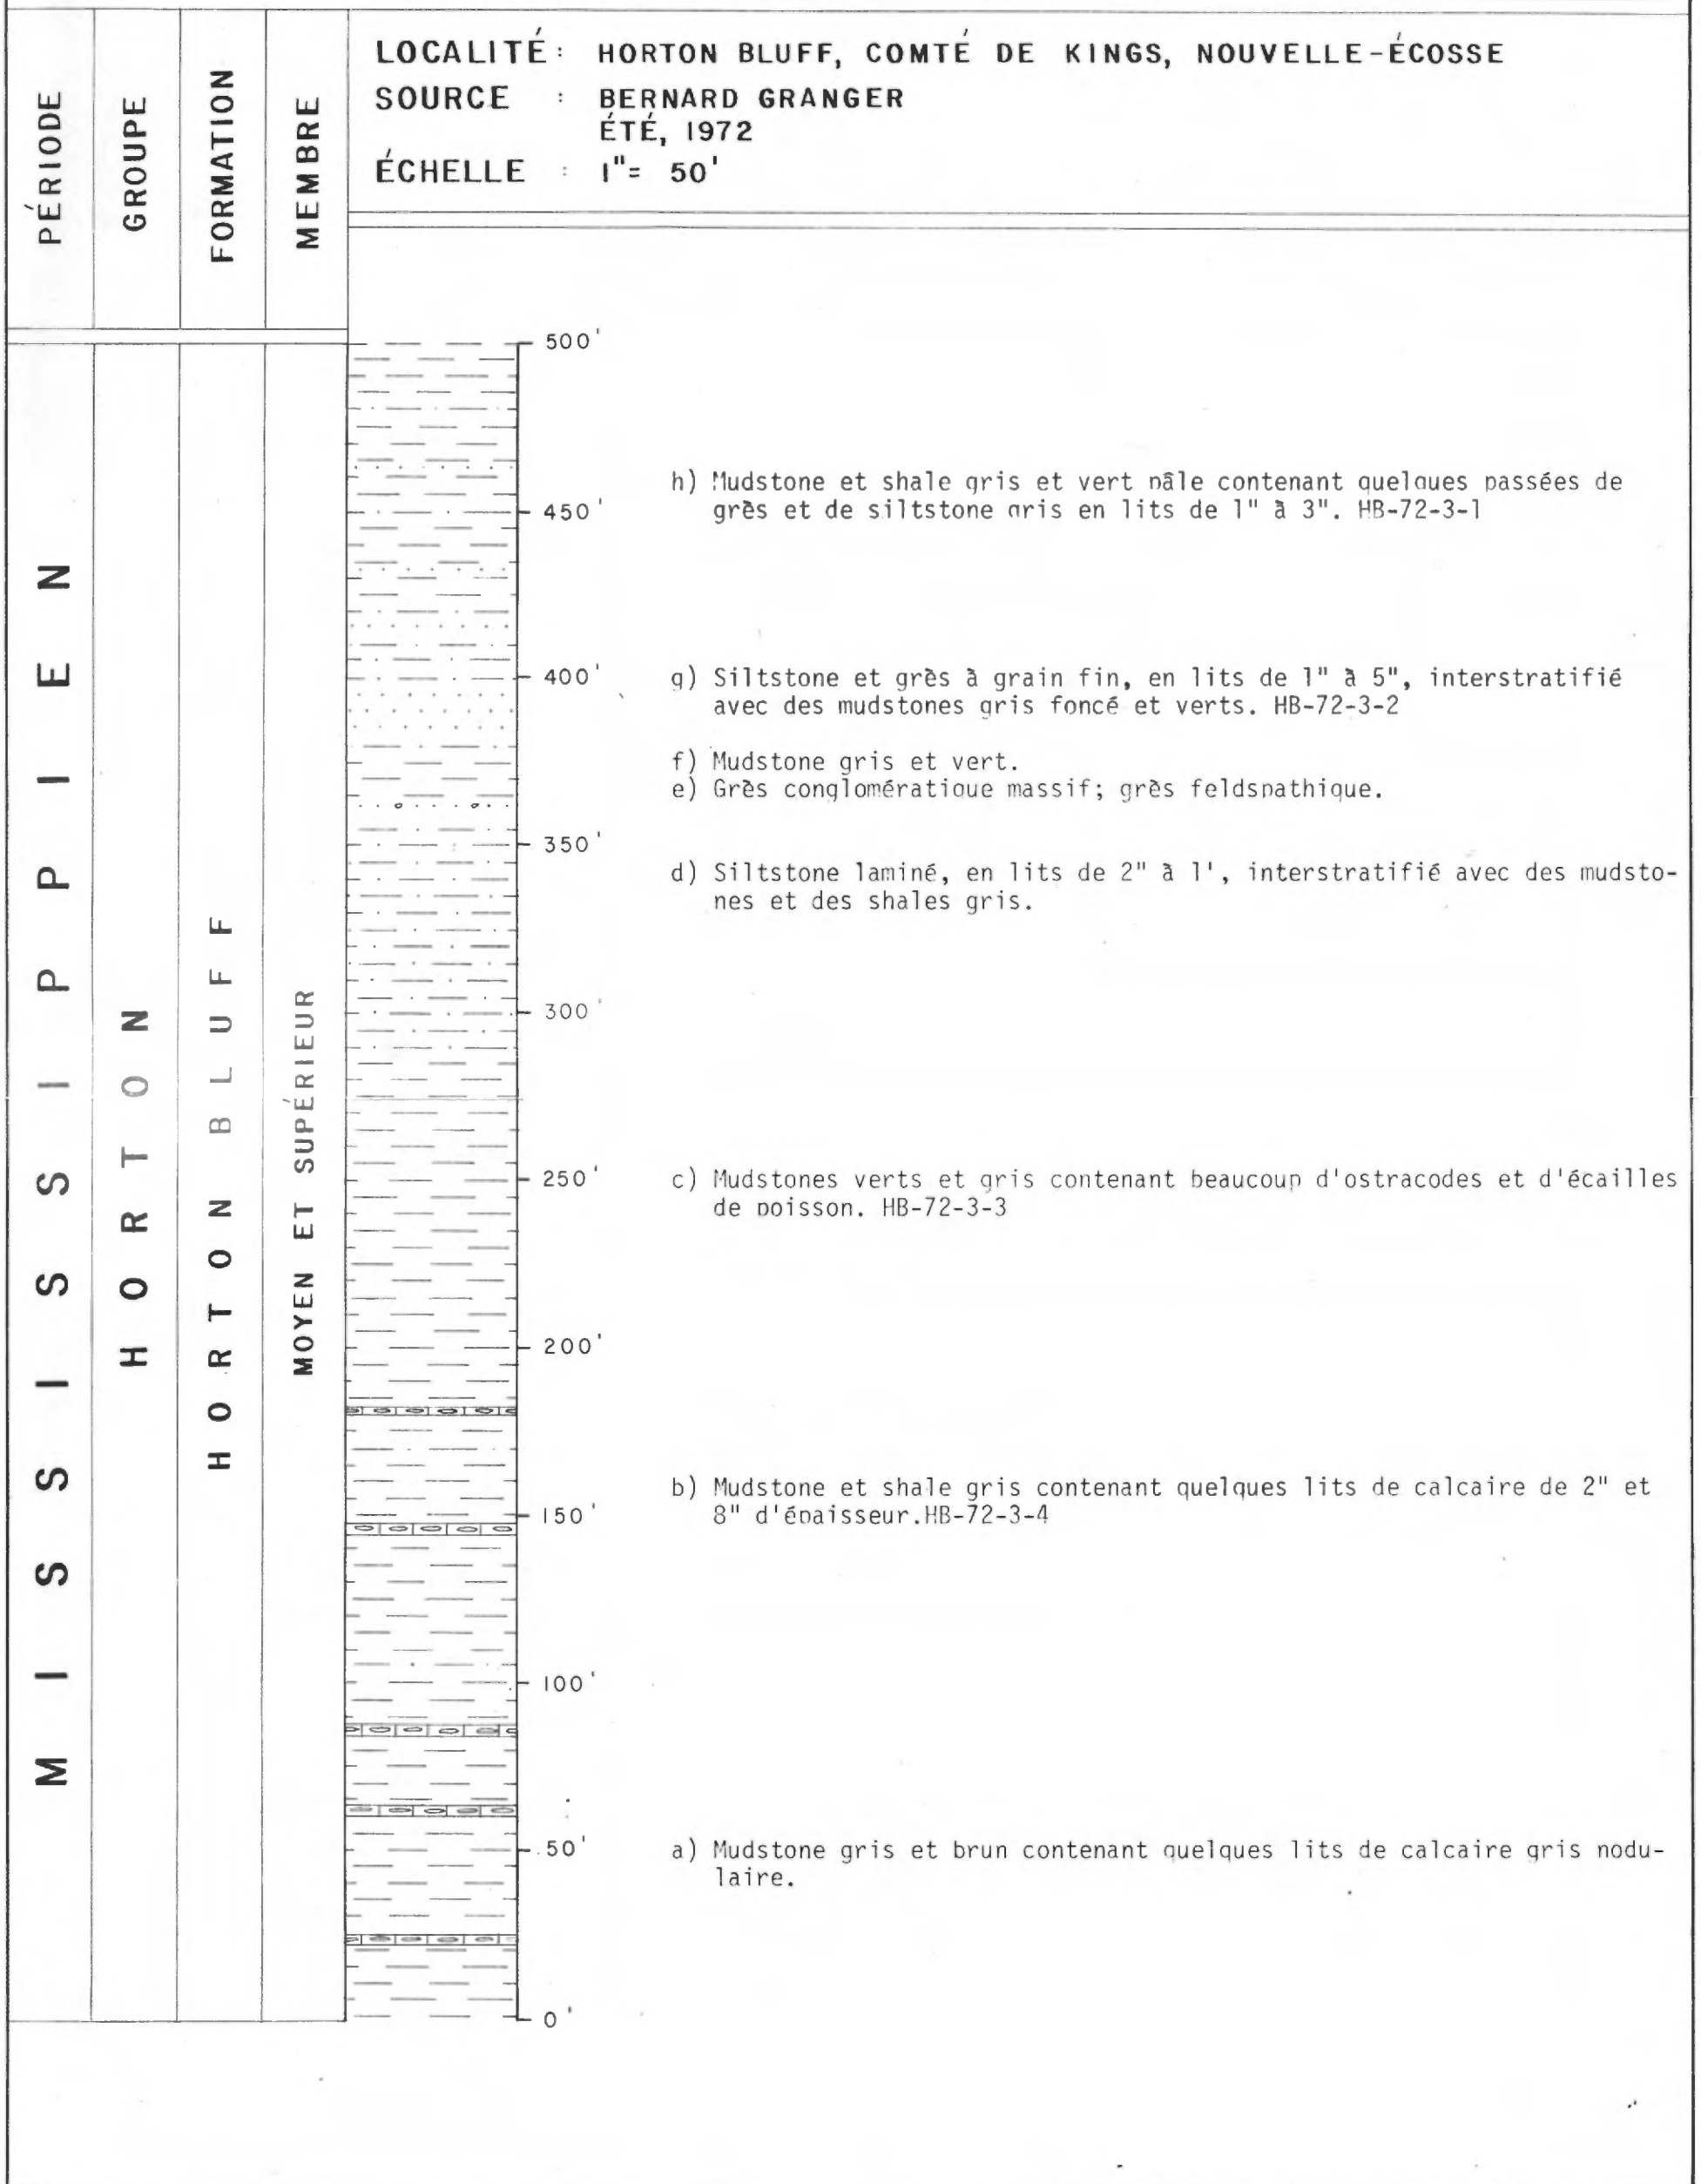 PÉRIODE
GROUPE
FORMATION
MEMBRE
LOCALITÉ : HORTON BLUFF, COMTÉ DE KINGS, NOUVELLE-ÉCOSSE
SOURCE : BERNARD GRANGER
ÉTÉ, 1972
ÉCHELLE : 1"= 50'
MISSISSIPPIEN
HORTON
HORTON BLUFF
MOYEN ET SUPÉRIEUR
500'
h) Mudstone et shale gris et vert pâle contenant quelques passées de
450' grès et de siltstone gris en lits de 1" à 3". HB-72-3-1
400' g) Siltstone et grès à grain fin, en lits de 1" à 5", interstratifié
avec des mudstones gris foncé et verts. HB-72-3-2
f) Mudstone gris et vert.
e) Grès conglomératique massif; grès feldspathique.
350'
d) Siltstone laminé, en lits de 2" à 1', interstratifié avec des mudsto-
nes et des shales gris.
300'
250' c) Mudstones verts et gris contenant beaucoup d'ostracodes et d'écailles
de poisson. HB-72-3-3
200'
b) Mudstone et shale gris contenant quelques lits de calcaire de 2" et
150' 8" d'épaisseur.HB-72-3-4
100'
50' a) Mudstone gris et brun contenant quelques lits de calcaire gris nodu-
laire.
0'